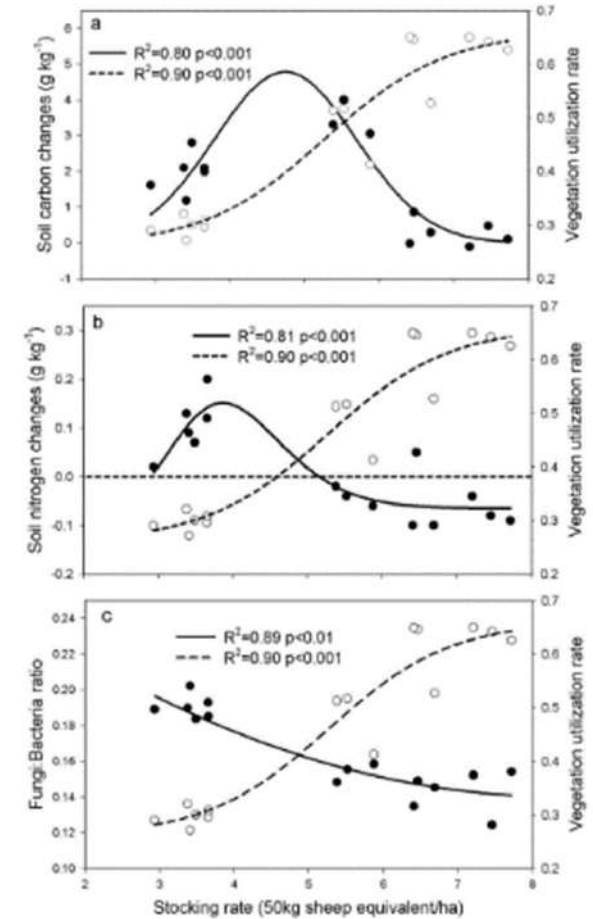 a
R²=0.80 p<0.001
R²=0.90 p<0.001
Soil carbon changes (g kg⁻¹)
6
5
4
3
2
1
0
-1
0.7
0.6
0.5
0.4
0.3
0.2
Vegetation utilization rate
b
R²=0.81 p<0.001
R²=0.90 p<0.001
Soil nitrogen changes (g kg⁻¹)
0.3
0.2
0.1
0.0
-0.1
-0.2
0.7
0.6
0.5
0.4
0.3
0.2
Vegetation utilization rate
c
R²=0.89 p<0.01
R²=0.90 p<0.001
Fungi:Bacteria ratio
0.24
0.22
0.20
0.18
0.16
0.14
0.12
0.10
0.7
0.6
0.5
0.4
0.3
0.2
Vegetation utilization rate
2 3 4 5 6 7 8
Stocking rate (50kg sheep equivalent/ha)